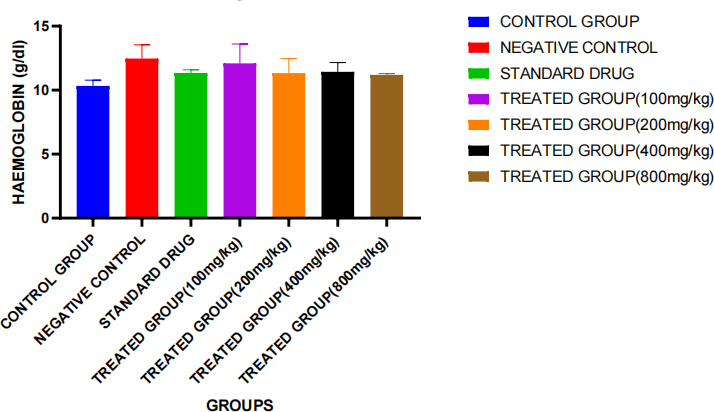 15
10
5
0
HAEMOGLOBIN (g/dl)
CONTROL GROUP
NEGATIVE CONTROL
STANDARD DRUG
TREATED GROUP(100mg/kg)
TREATED GROUP(200mg/kg)
TREATED GROUP(400mg/kg)
TREATED GROUP(800mg/kg)
GROUPS
CONTROL GROUP
NEGATIVE CONTROL
STANDARD DRUG
TREATED GROUP(100mg/kg)
TREATED GROUP(200mg/kg)
TREATED GROUP(400mg/kg)
TREATED GROUP(800mg/kg)